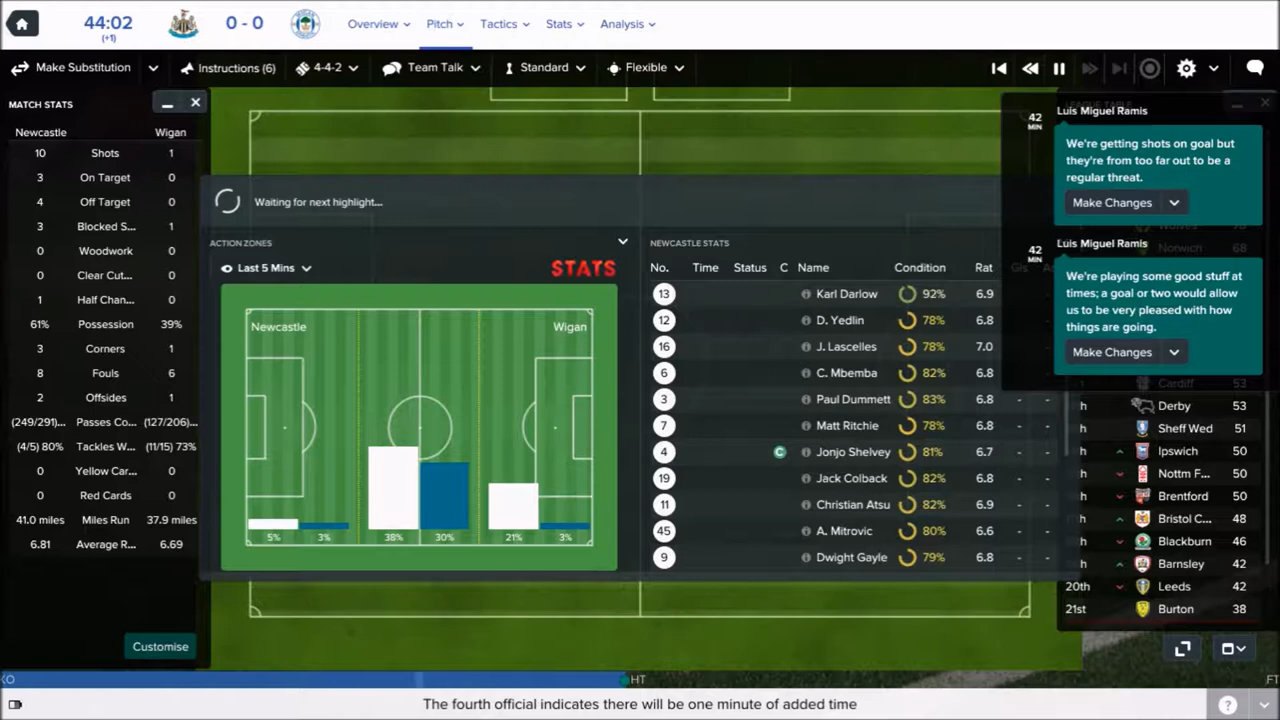 44:02
(+1)
0 - 0
Overview
Pitch
Tactics
Stats
Analysis
Make Substitution
Instructions (6)
4-4-2
Team Talk
Standard
Flexible
MATCH STATS
Newcastle Wigan
10 Shots 1
3 On Target 0
4 Off Target 0
3 Blocked S... 1
0 Woodwork 0
0 Clear Cut... 0
1 Half Chan... 0
61% Possession 39%
3 Corners 1
8 Fouls 6
2 Offsides 1
(249/291)... Passes Co... (127/206)...
(4/5) 80% Tackles W... (11/15) 73%
0 Yellow Car... 0
0 Red Cards 0
41.0 miles Miles Run 37.9 miles
6.81 Average R... 6.69
Customise
Waiting for next highlight...
ACTION ZONES
Last 5 Mins
STATS
Newcastle Wigan
5% 3% 38% 30% 21% 3%
NEWCASTLE STATS
No. Time Status C Name Condition Rat Gls
13 Karl Darlow 92% 6.9
12 D. Yedlin 78% 6.8
16 J. Lascelles 78% 7.0
6 C. Mbemba 82% 6.8
3 Paul Dummett 83% 6.8 - -
7 Matt Ritchie 78% 6.8 - -
4 C Jonjo Shelvey 81% 6.7 - -
19 Jack Colback 82% 6.8 - -
11 Christian Atsu 82% 6.9 - -
45 A. Mitrovic 80% 6.6 - -
9 Dwight Gayle 79% 6.8 - -
LEAGUE TABLE
42
MIN
Luis Miguel Ramis
We're getting shots on goal but
they're from too far out to be a
regular threat.
Make Changes
Wolves 70
Norwich 68
42
MIN
Luis Miguel Ramis
We're playing some good stuff at
times; a goal or two would allow
us to be very pleased with how
things are going.
Make Changes
Cardiff 53
h Derby 53
h Sheff Wed 51
h Ipswich 50
h Nottm F... 50
h Brentford 50
Bristol C... 48
Blackburn 46
Barnsley 42
20th Leeds 42
21st Burton 38
KO
HT
FT
The fourth official indicates there will be one minute of added time
?